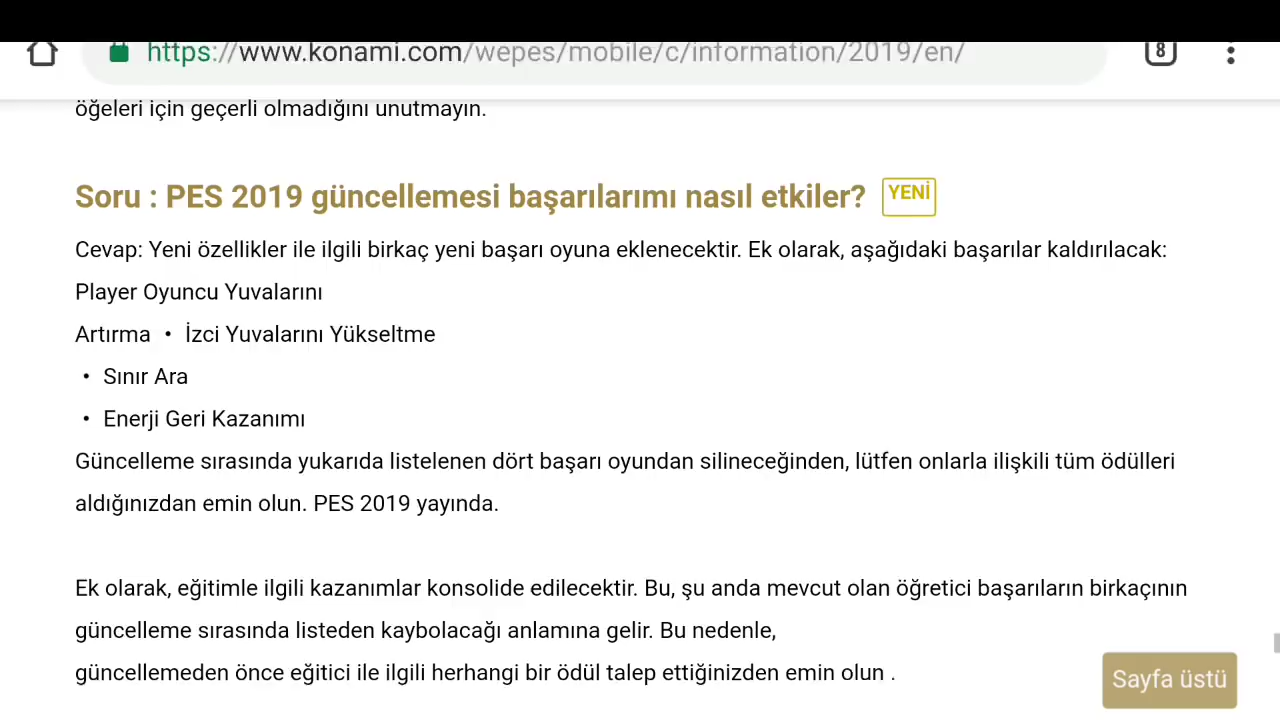 https://www.konami.com/wepes/mobile/c/information/2019/en/
8
öğeleri için geçerli olmadığını unutmayın.
Soru : PES 2019 güncellemesi başarılarımı nasıl etkiler? YENİ
Cevap: Yeni özellikler ile ilgili birkaç yeni başarı oyuna eklenecektir. Ek olarak, aşağıdaki başarılar kaldırılacak:
Player Oyuncu Yuvalarını
Artırma • İzci Yuvalarını Yükseltme
• Sınır Ara
• Enerji Geri Kazanımı
Güncelleme sırasında yukarıda listelenen dört başarı oyundan silineceğinden, lütfen onlarla ilişkili tüm ödülleri
aldığınızdan emin olun. PES 2019 yayında.
Ek olarak, eğitimle ilgili kazanımlar konsolide edilecektir. Bu, şu anda mevcut olan öğretici başarıların birkaçının
güncelleme sırasında listeden kaybolacağı anlamına gelir. Bu nedenle,
güncellemeden önce eğitici ile ilgili herhangi bir ödül talep ettiğinizden emin olun .
Sayfa üstü